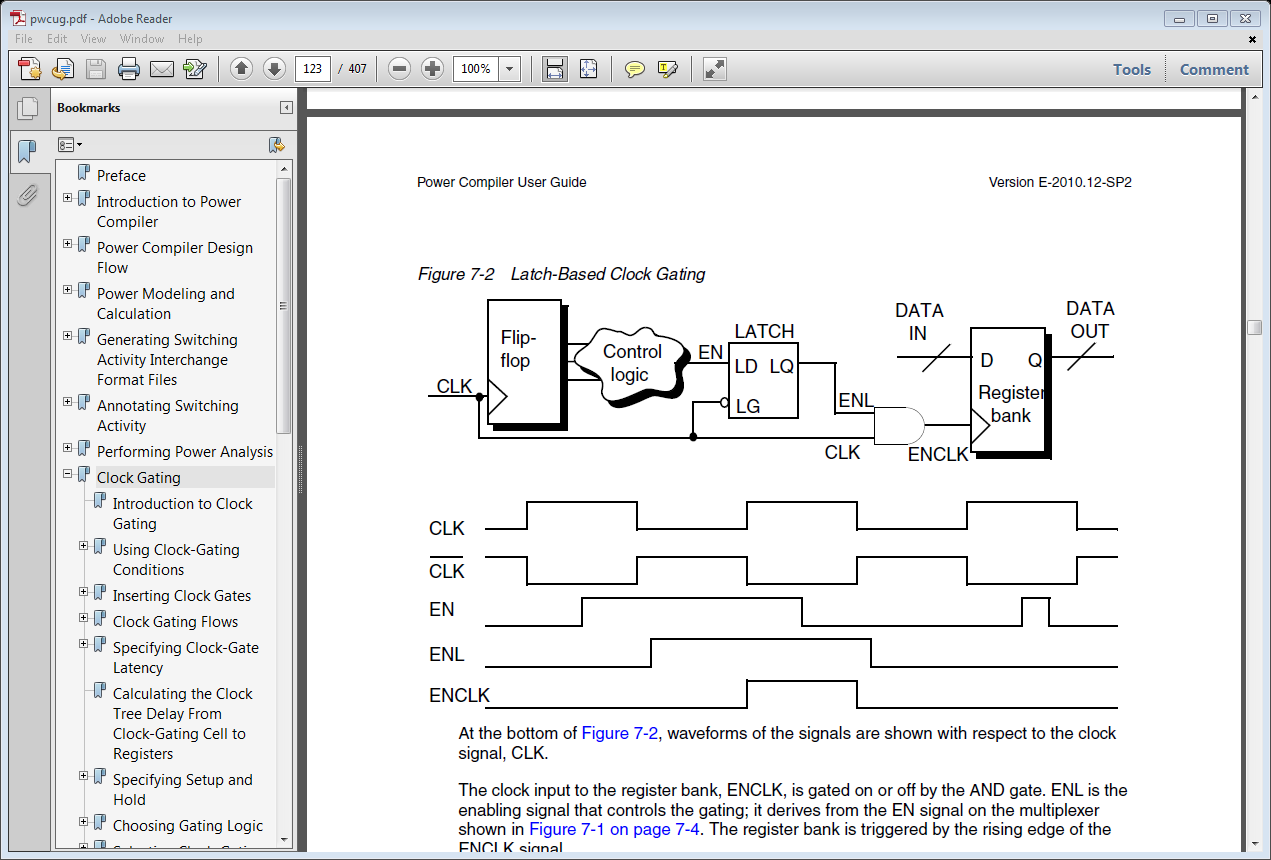 pwcug.pdf - Adobe Reader
File Edit View Window Help
123 / 407
100%
Tools Comment
Bookmarks
Preface
Introduction to Power
Compiler
Power Compiler Design
Flow
Power Modeling and
Calculation
Generating Switching
Activity Interchange
Format Files
Annotating Switching
Activity
Performing Power Analysis
Clock Gating
Introduction to Clock
Gating
Using Clock-Gating
Conditions
Inserting Clock Gates
Clock Gating Flows
Specifying Clock-Gate
Latency
Calculating the Clock
Tree Delay From
Clock-Gating Cell to
Registers
Specifying Setup and
Hold
Choosing Gating Logic
Power Compiler User Guide
Version E-2010.12-SP2
Figure 7-2 Latch-Based Clock Gating
CLK
Flip-
flop
Control
logic
EN
LATCH
LD LQ
LG
ENL
CLK
ENCLK
DATA
IN
DATA
OUT
D Q
Register
bank
CLK
CLK
EN
ENL
ENCLK
At the bottom of Figure 7-2, waveforms of the signals are shown with respect to the clock
signal, CLK.
The clock input to the register bank, ENCLK, is gated on or off by the AND gate. ENL is the
enabling signal that controls the gating; it derives from the EN signal on the multiplexer
shown in Figure 7-1 on page 7-4. The register bank is triggered by the rising edge of the
ENCLK signal.